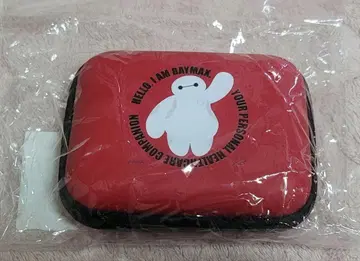 HELLO, I AM BAYMAX,
YOUR PERSONAL HEALTHCARE COMPANION